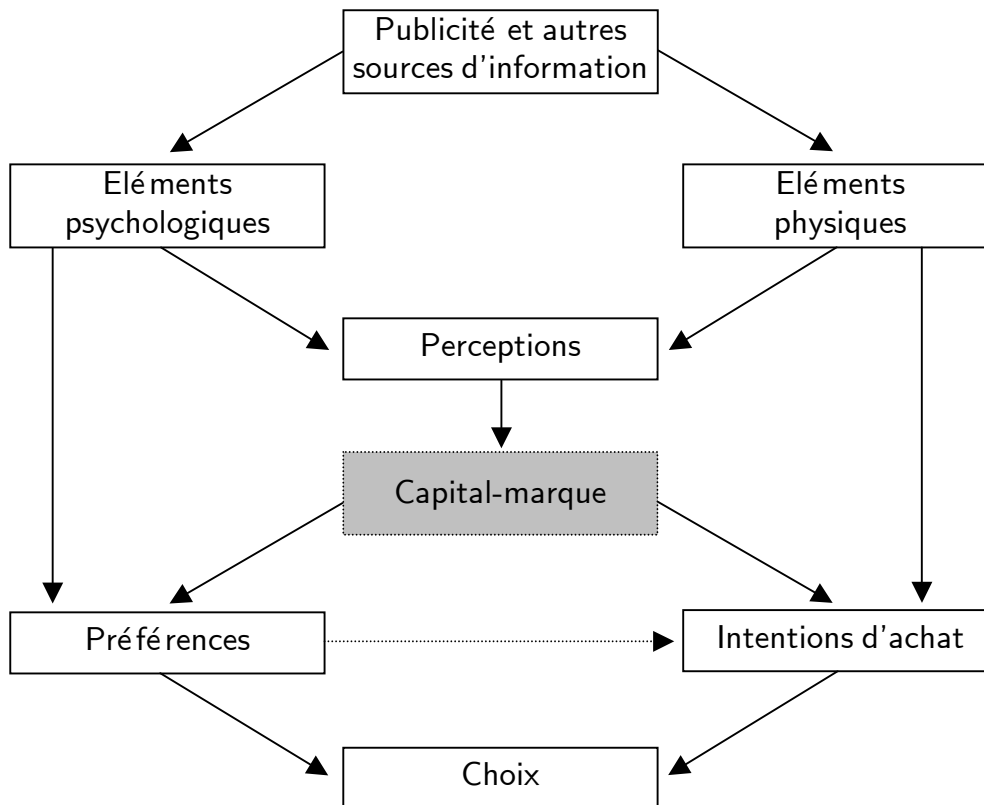 Publicité et autres
sources d'information
Eléments
psychologiques
Eléments
physiques
Perceptions
Capital-marque
Préférences
Intentions d'achat
Choix